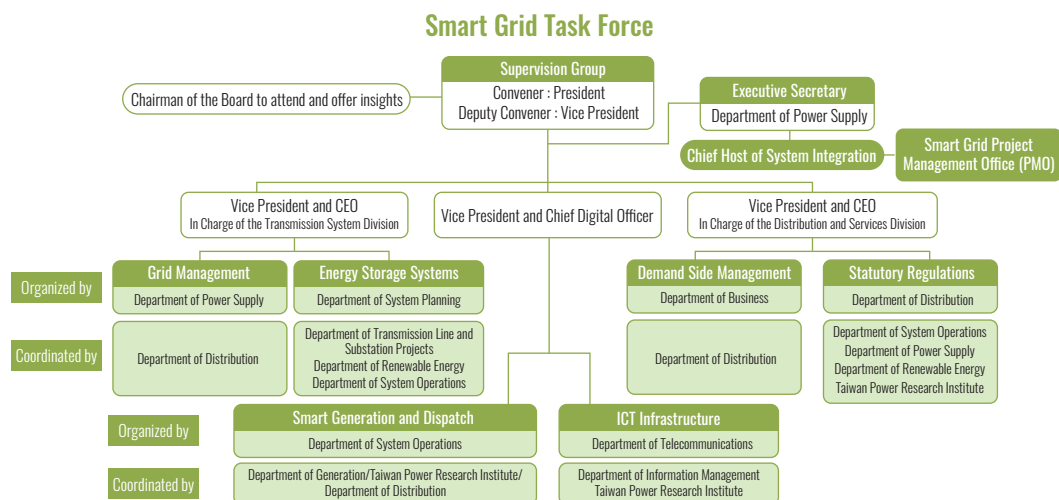 Smart Grid Task Force
Supervision Group
Convener : President
Deputy Convener : Vice President
Chairman of the Board to attend and offer insights
Executive Secretary
Department of Power Supply
Chief Host of System Integration
Smart Grid Project
Management Office (PMO)
Vice President and CEO
In Charge of the Transmission System Division
Vice President and Chief Digital Officer
Vice President and CEO
In Charge of the Distribution and Services Division
Organized by
Grid Management
Department of Power Supply
Energy Storage Systems
Department of System Planning
Demand Side Management
Department of Business
Statutory Regulations
Department of Distribution
Coordinated by
Department of Distribution
Department of Transmission Line and
Substation Projects
Department of Renewable Energy
Department of System Operations
Department of Distribution
Department of System Operations
Department of Power Supply
Department of Renewable Energy
Taiwan Power Research Institute
Organized by
Smart Generation and Dispatch
Department of System Operations
ICT Infrastructure
Department of Telecommunications
Coordinated by
Department of Generation/Taiwan Power Research Institute/
Department of Distribution
Department of Information Management
Taiwan Power Research Institute